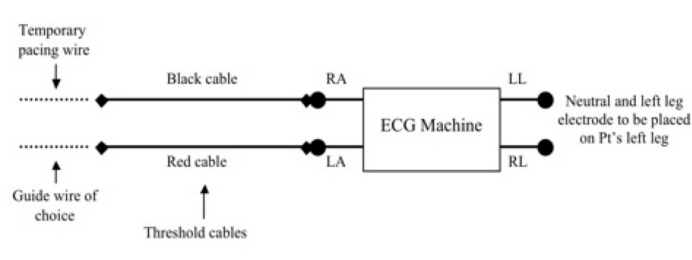 Temporary
pacing wire
Black cable
RA
LL
ECG Machine
Neutral and left leg
electrode to be placed
on Pt's left leg
Red cable
LA
RL
Guide wire of
choice
Threshold cables